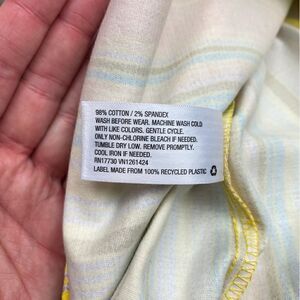 98% COTTON / 2% SPANDEX
WASH BEFORE WEAR. MACHINE WASH COLD
WITH LIKE COLORS. GENTLE CYCLE.
ONLY NON-CHLORINE BLEACH IF NEEDED.
TUMBLE DRY LOW. REMOVE PROMPTLY.
COOL IRON IF NEEDED.
RN17730 VN1261424
LABEL MADE FROM 100% RECYCLED PLASTIC